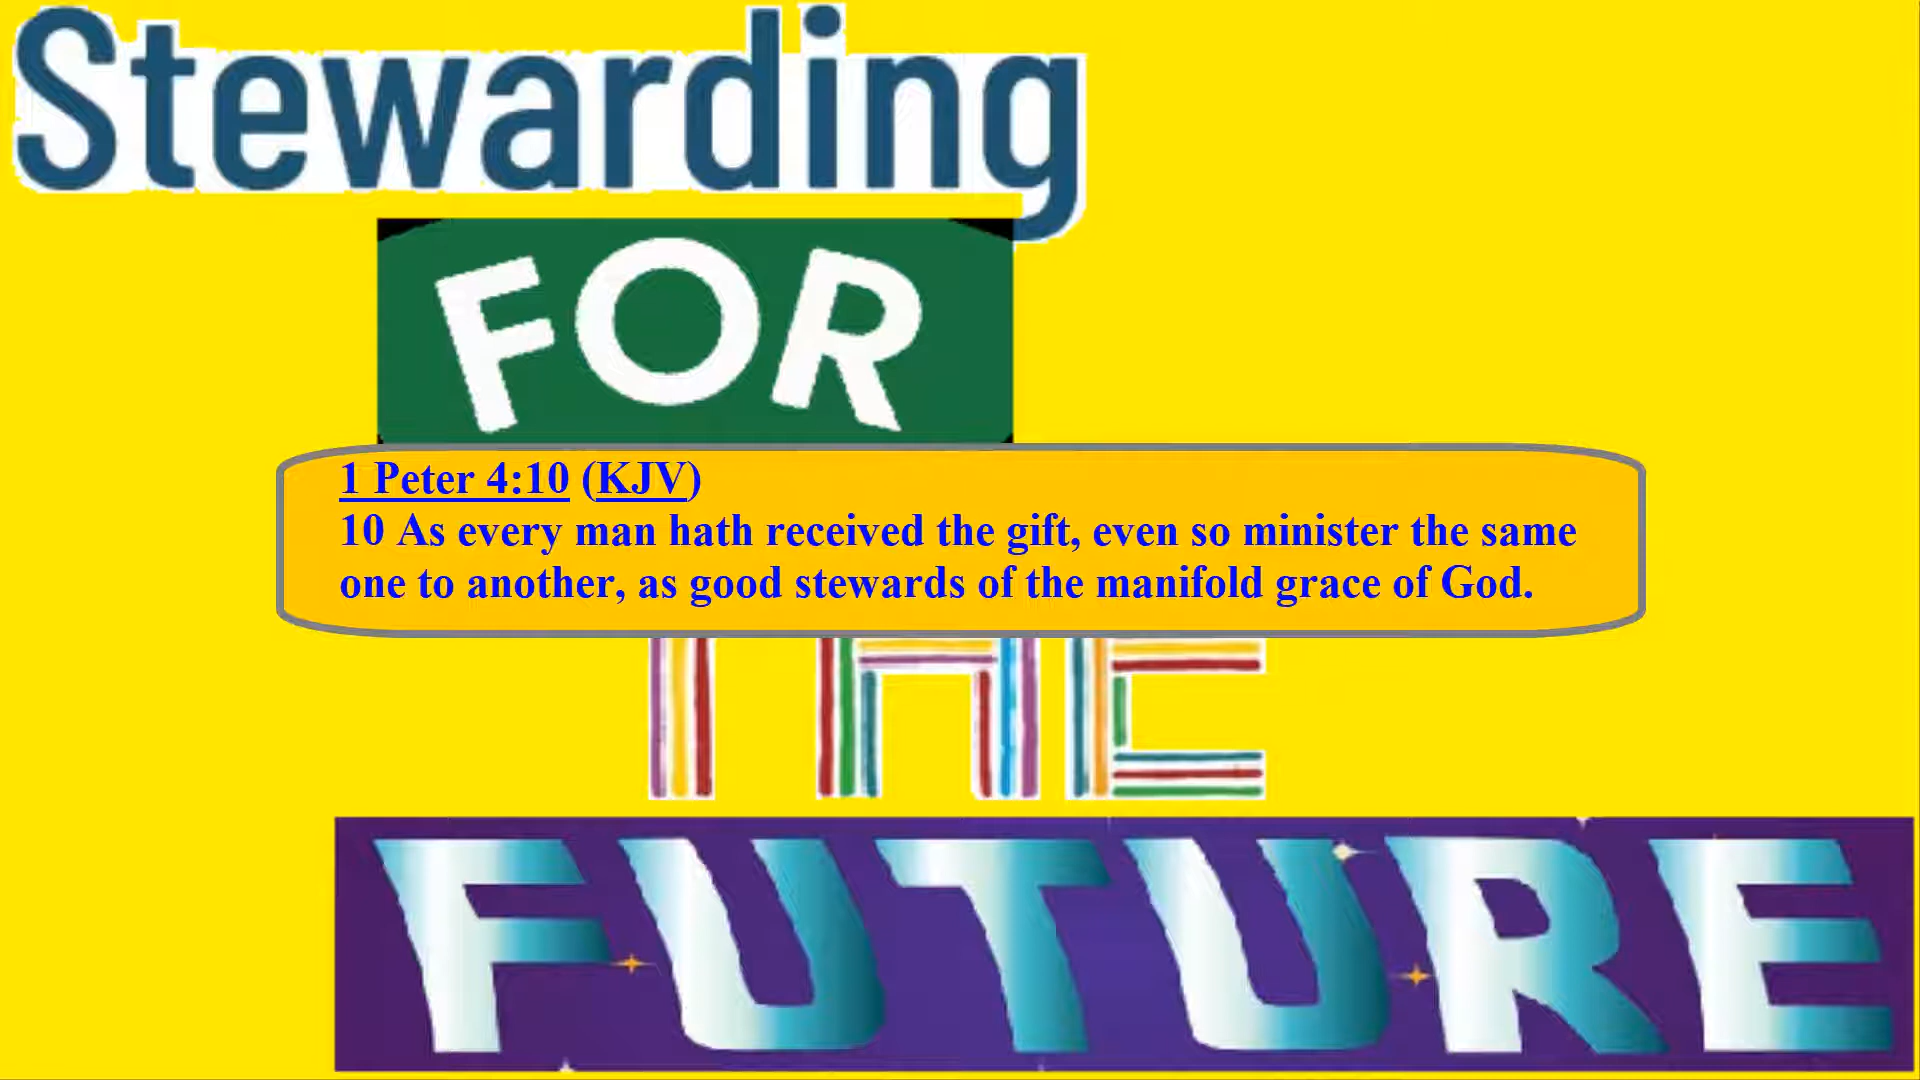 Stewarding
FOR
1 Peter 4:10 (KJV)
10 As every man hath received the gift, even so minister the same
one to another, as good stewards of the manifold grace of God.
THE
FUTURE